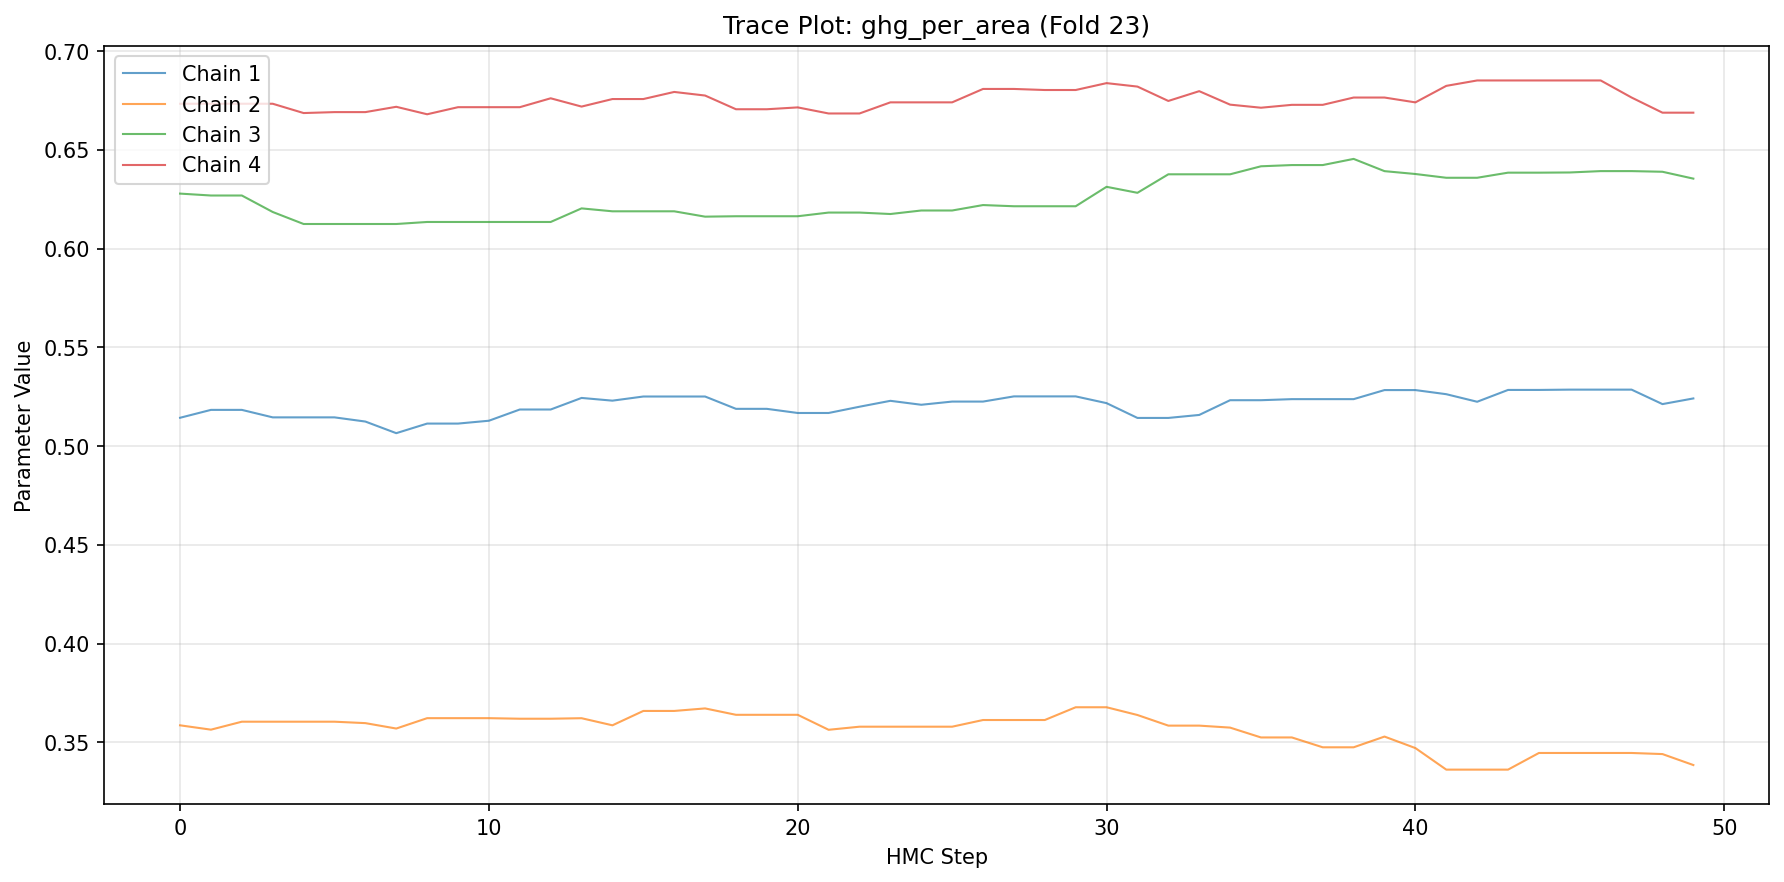 Trace Plot: ghg_per_area (Fold 23)
Chain 1
Chain 2
Chain 3
Chain 4
0.70
0.65
0.60
0.55
0.50
0.45
0.40
0.35
Parameter Value
0 10 20 30 40 50
HMC Step